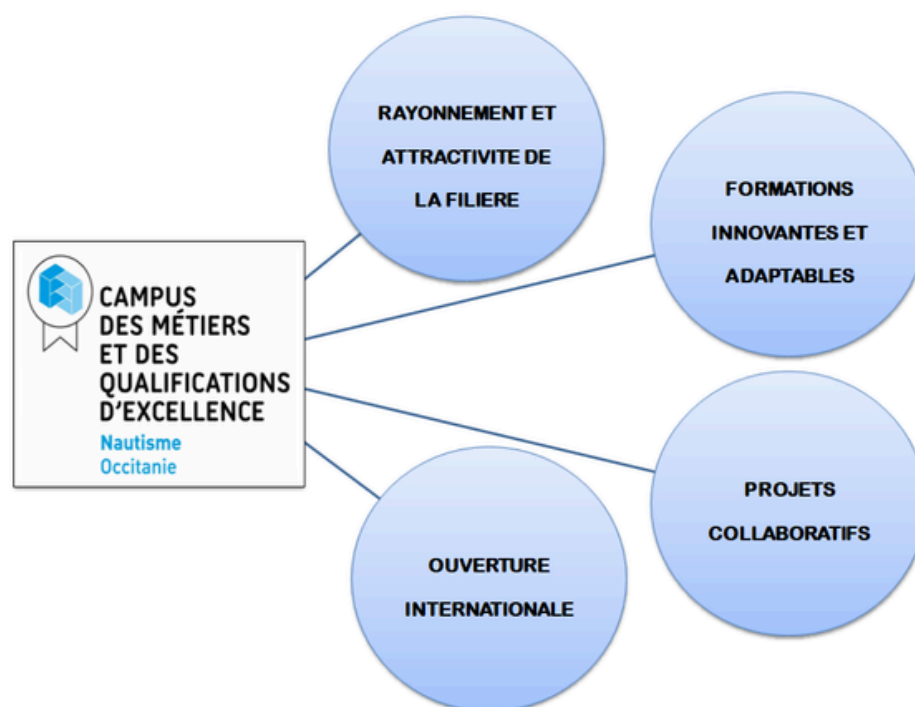 RAYONNEMENT ET
ATTRACTIVITE DE
LA FILIERE
FORMATIONS
INNOVANTES ET
ADAPTABLES
CAMPUS
DES MÉTIERS
ET DES
QUALIFICATIONS
D'EXCELLENCE
Nautisme
Occitanie
PROJETS
COLLABORATIFS
OUVERTURE
INTERNATIONALE